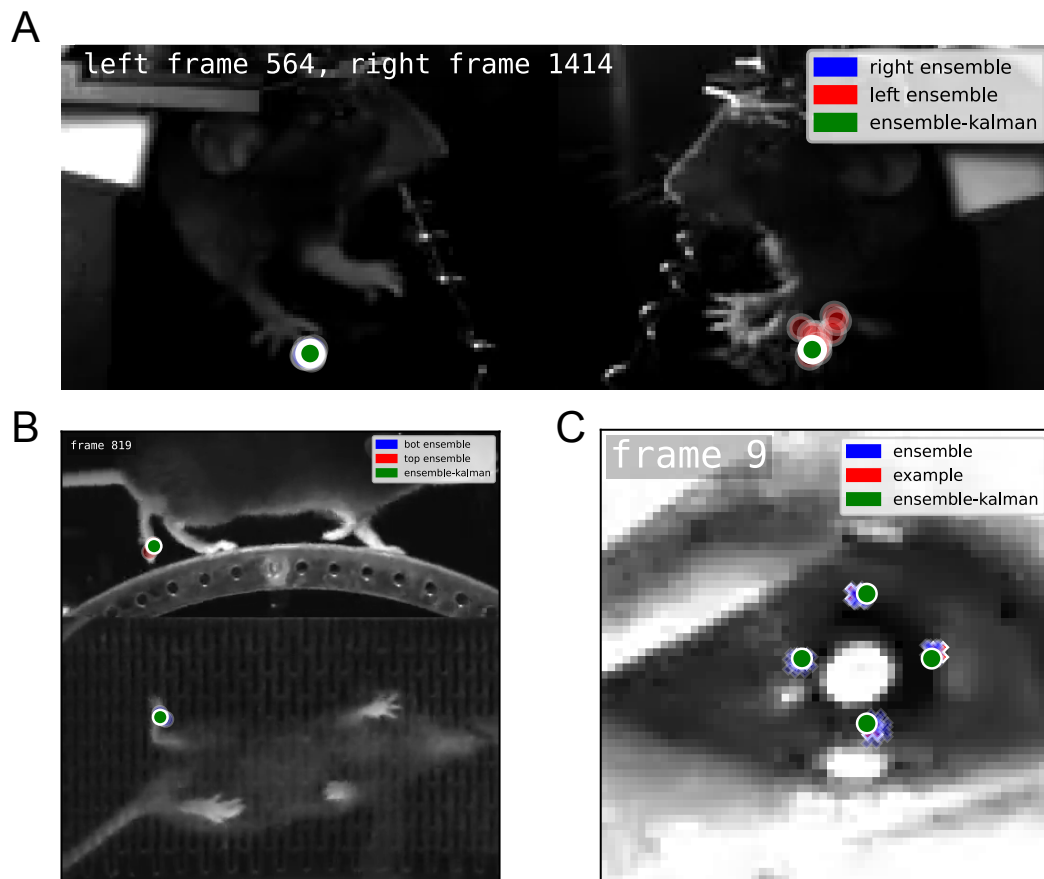 A
left frame 564, right frame 1414
right ensemble
left ensemble
ensemble-kalman
B
frame 819
bot ensemble
top ensemble
ensemble-kalman
C
frame 9
ensemble
example
ensemble-kalman